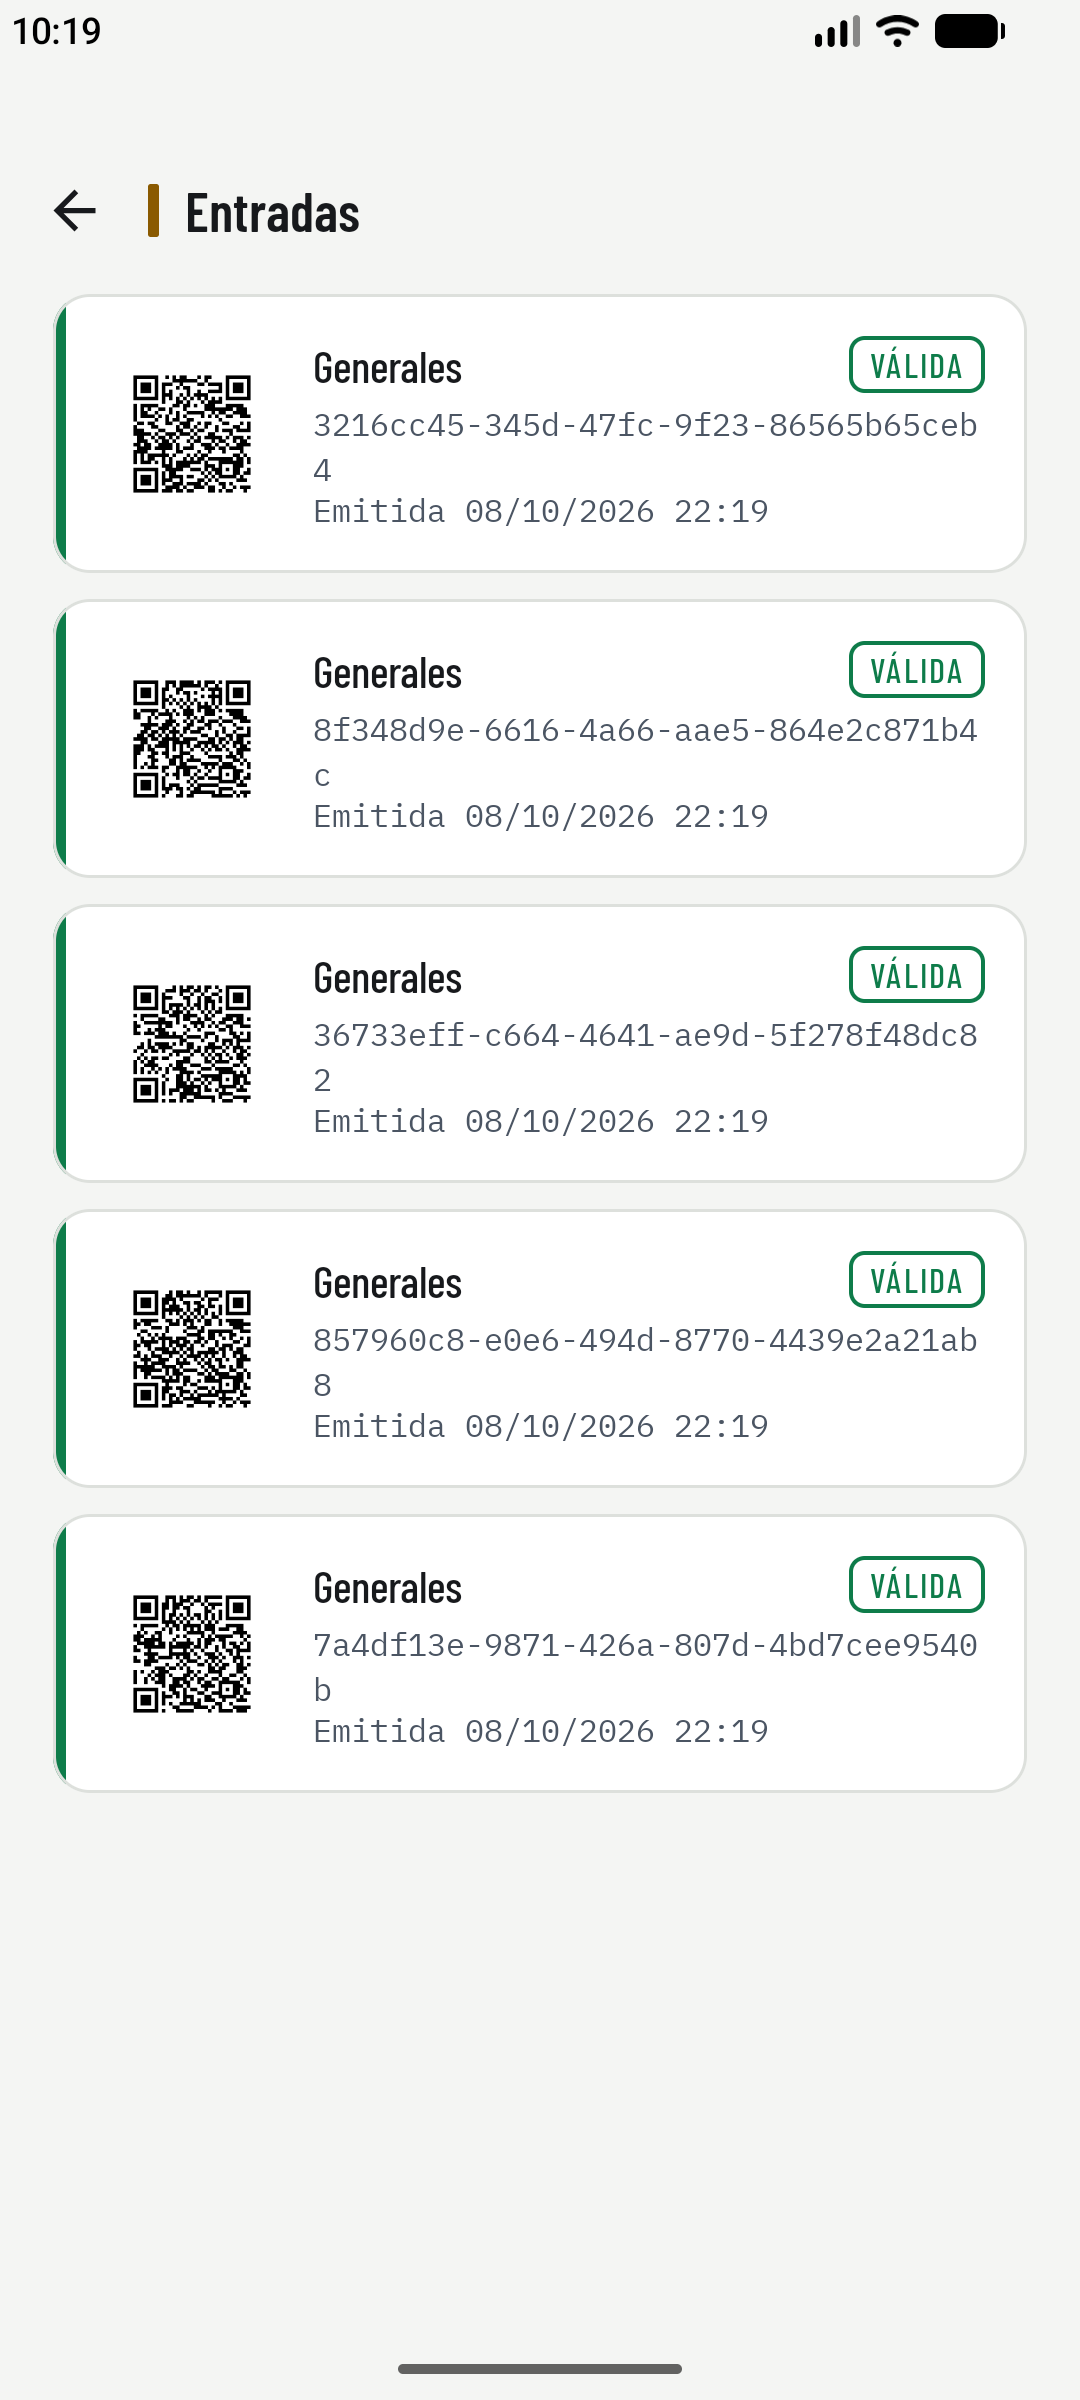 10:19
Entradas
Generales
VÁLIDA
3216cc45-345d-47fc-9f23-86565b65ceb
4
Emitida 08/10/2026 22:19
Generales
VÁLIDA
8f348d9e-6616-4a66-aae5-864e2c871b4
c
Emitida 08/10/2026 22:19
Generales
VÁLIDA
36733eff-c664-4641-ae9d-5f278f48dc8
2
Emitida 08/10/2026 22:19
Generales
VÁLIDA
857960c8-e0e6-494d-8770-4439e2a21ab
8
Emitida 08/10/2026 22:19
Generales
VÁLIDA
7a4df13e-9871-426a-807d-4bd7cee9540
b
Emitida 08/10/2026 22:19